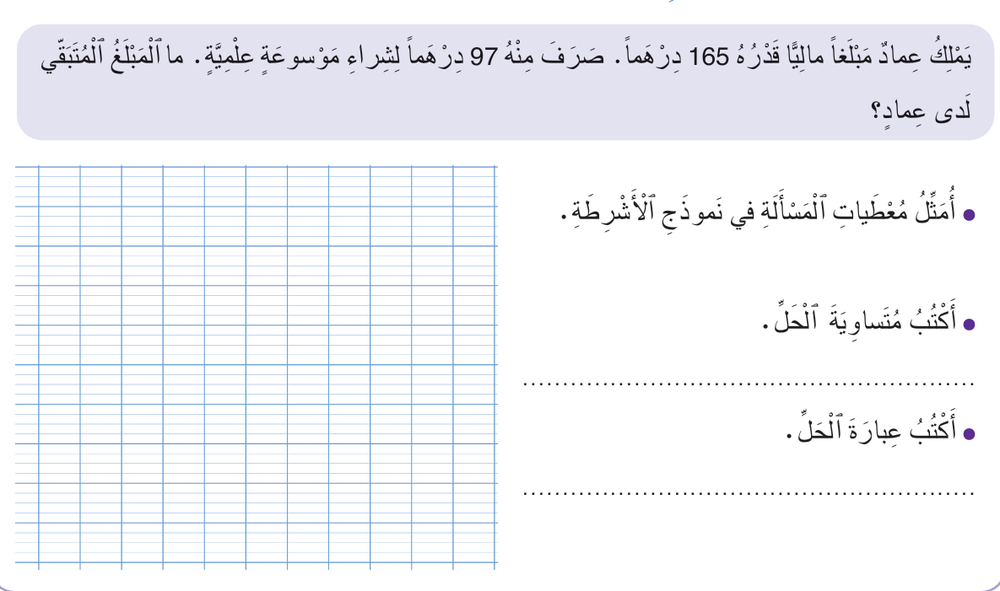 يَمْلِكُ عِمادٌ مَبْلَغاً مالِيًّا قَدْرُهُ 165 دِرْهَماً. صَرَفَ مِنْهُ 97 دِرْهَماً لِشِراءِ مَوْسوعَةٍ عِلْمِيَّةٍ. ما ٱلْمَبْلَغُ ٱلْمُتَبَقّي
لَدى عِمادٍ؟
• أُمَثِّلُ مُعْطَياتِ ٱلْمَسْأَلَةِ في نَموذَجِ ٱلْأَشْرِطَةِ.
• أَكْتُبُ مُتَساوِيَةَ ٱلْحَلِّ.
.........................................................
• أَكْتُبُ عِبارَةَ ٱلْحَلِّ.
.........................................................